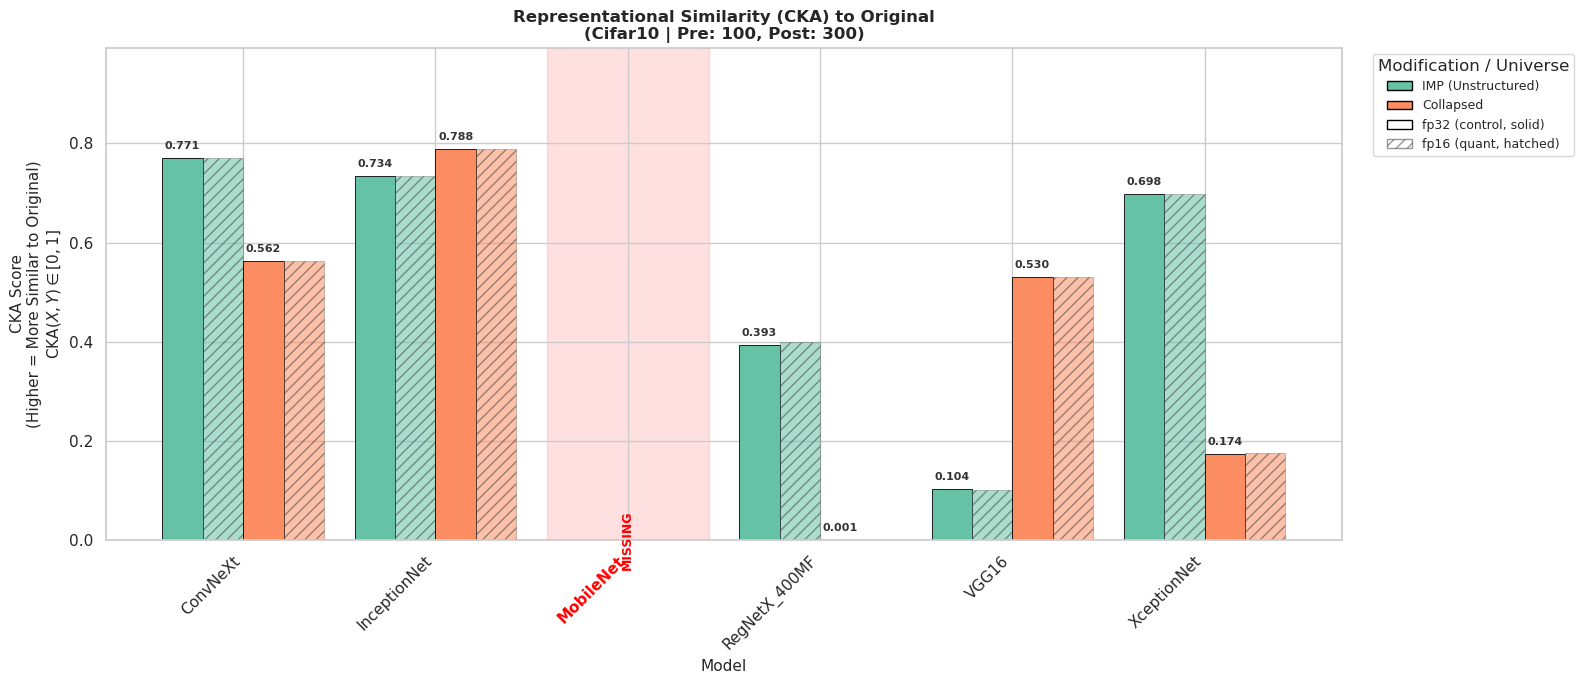 Representational Similarity (CKA) to Original
(Cifar10 | Pre: 100, Post: 300)
CKA Score
(Higher = More Similar to Original)
CKA(X, Y) ∈ [0, 1]
0.8
0.6
0.4
0.2
0.0
0.771
0.562
0.734
0.788
MISSING
0.393
0.001
0.104
0.530
0.698
0.174
ConvNeXt
InceptionNet
MobileNet
RegNetX_400MF
VGG16
XceptionNet
Model
Modification / Universe
IMP (Unstructured)
Collapsed
fp32 (control, solid)
fp16 (quant, hatched)